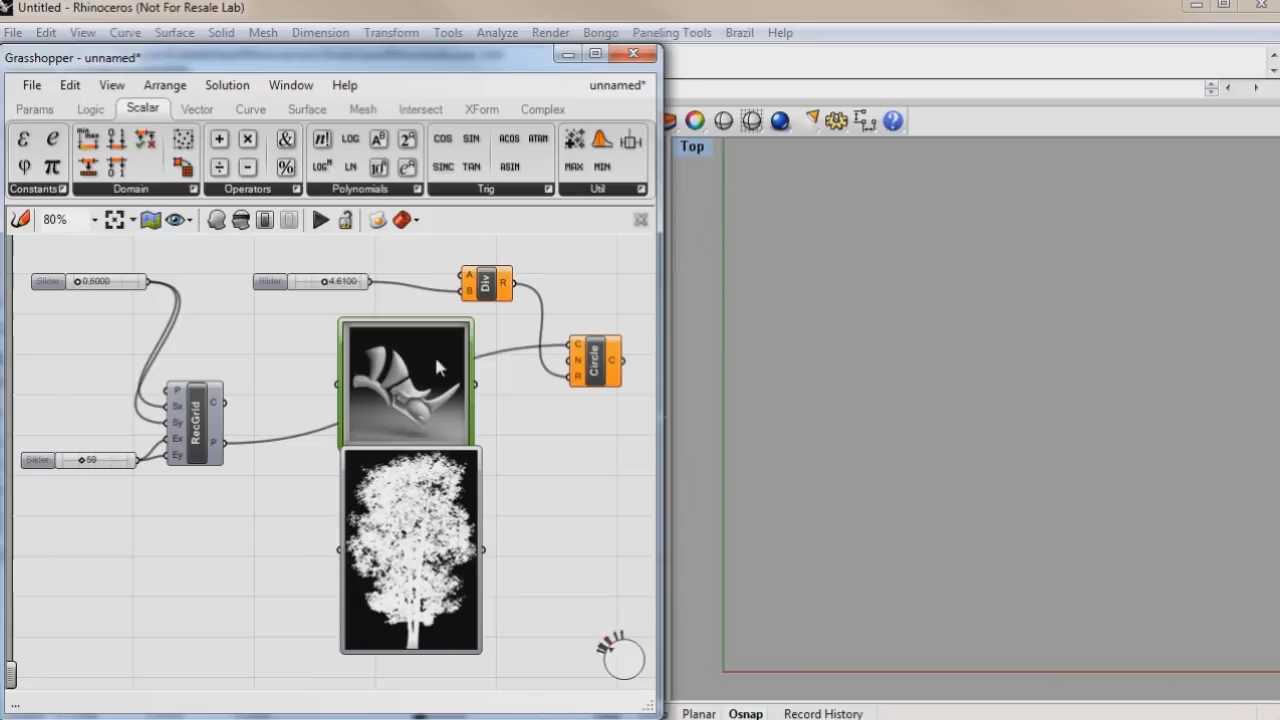 Untitled - Rhinoceros (Not For Resale Lab)
File Edit View Curve Surface Solid Mesh Dimension Transform Tools Analyze Render Bongo Paneling Tools Brazil Help
Grasshopper - unnamed*
File Edit View Arrange Solution Window Help unnamed*
Params Logic Scalar Vector Curve Surface Mesh Intersect XForm Complex
ε e min max + × & n! LOG COS SIN ACOS ATAN
φ π ÷ - % LN SINC TAN ASIN MAX MIN
Constants Domain Operators Polynomials Trig Util
80%
Top
Slider 0.5000
Slider 4.6100
A B Div R
C N R Circle C
P Sx Sy Ex Ey RecGrid C P
Slider 59
...
Planar Osnap Record History